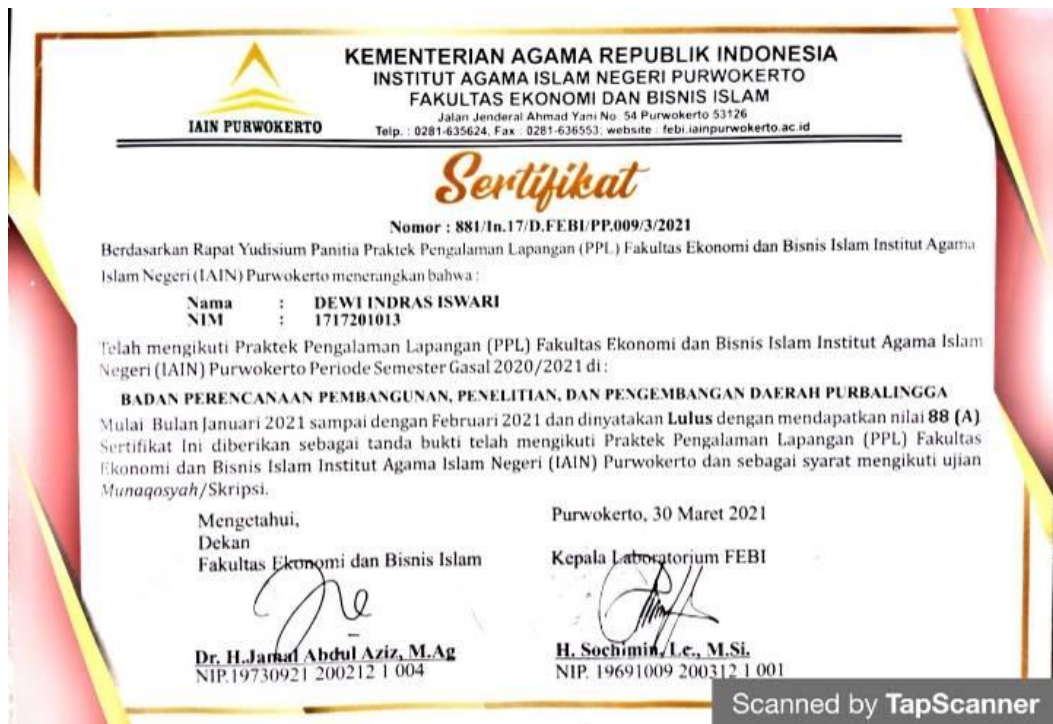 KEMENTERIAN AGAMA REPUBLIK INDONESIA
INSTITUT AGAMA ISLAM NEGERI PURWOKERTO
FAKULTAS EKONOMI DAN BISNIS ISLAM
Jalan Jenderal Ahmad Yani No. 54 Purwokerto 53126
Telp. : 0281-635624, Fax : 0281-636553; website : febi.iainpurwokerto.ac.id
IAIN PURWOKERTO
Sertifikat
Nomor : 881/In.17/D.FEBI/PP.009/3/2021
Berdasarkan Rapat Yudisium Panitia Praktek Pengalaman Lapangan (PPL) Fakultas Ekonomi dan Bisnis Islam Institut Agama
Islam Negeri (IAIN) Purwokerto menerangkan bahwa :
Nama : DEWI INDRAS ISWARI
NIM : 1717201013
Telah mengikuti Praktek Pengalaman Lapangan (PPL) Fakultas Ekonomi dan Bisnis Islam Institut Agama Islam
Negeri (IAIN) Purwokerto Periode Semester Gasal 2020/2021 di :
BADAN PERENCANAAN PEMBANGUNAN, PENELITIAN, DAN PENGEMBANGAN DAERAH PURBALINGGA
Mulai Bulan Januari 2021 sampai dengan Februari 2021 dan dinyatakan Lulus dengan mendapatkan nilai 88 (A)
Sertifikat Ini diberikan sebagai tanda bukti telah mengikuti Praktek Pengalaman Lapangan (PPL) Fakultas
Ekonomi dan Bisnis Islam Institut Agama Islam Negeri (IAIN) Purwokerto dan sebagai syarat mengikuti ujian
Munaqosyah/Skripsi.
Purwokerto, 30 Maret 2021
Mengetahui,
Dekan
Fakultas Ekonomi dan Bisnis Islam
Kepala Laboratorium FEBI
Dr. H.Jamal Abdul Aziz, M.Ag
NIP.19730921 200212 1 004
H. Sochimin, Lc., M.Si.
NIP. 19691009 200312 1 001
Scanned by TapScanner